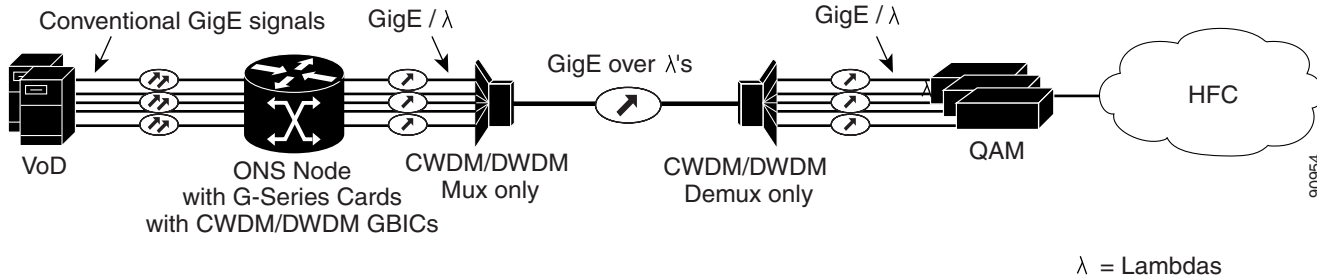 Conventional GigE signals
GigE / λ
GigE over λ's
GigE / λ
λ
HFC
VoD
ONS Node
with G-Series Cards
with CWDM/DWDM GBICs
CWDM/DWDM
Mux only
CWDM/DWDM
Demux only
QAM
90954
λ = Lambdas